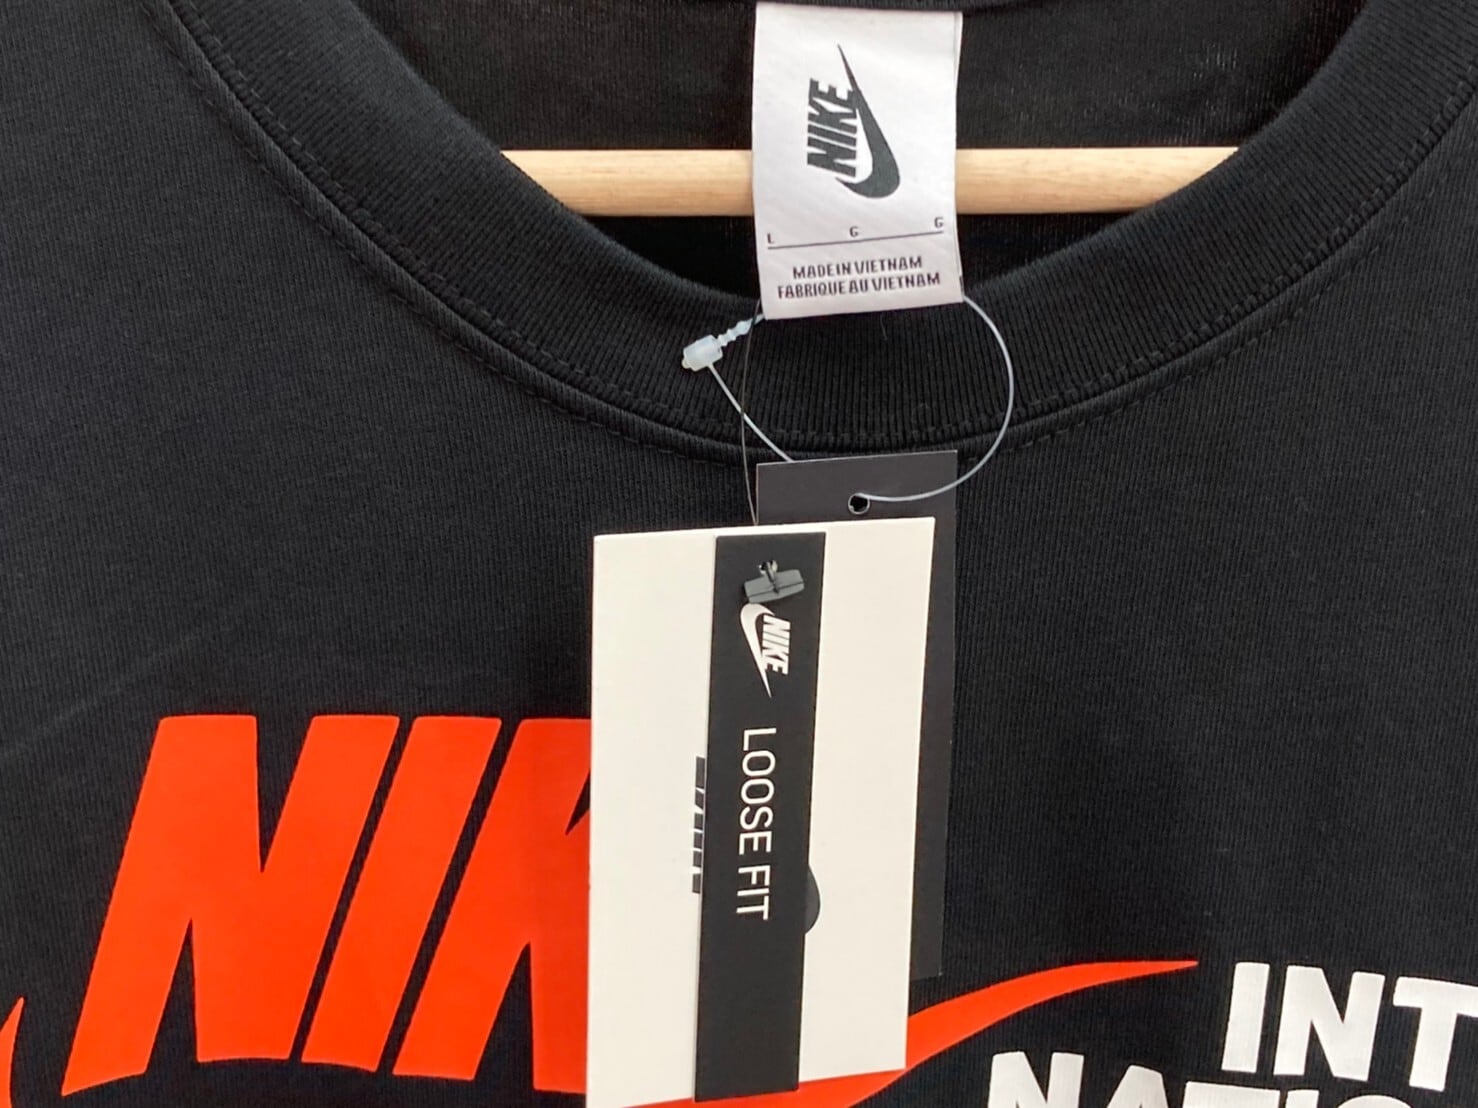 NIKE
L G G
MADE IN VIETNAM
FABRIQUE AU VIETNAM
NIKE
LOOSE FIT
NIK
INT
NATIO